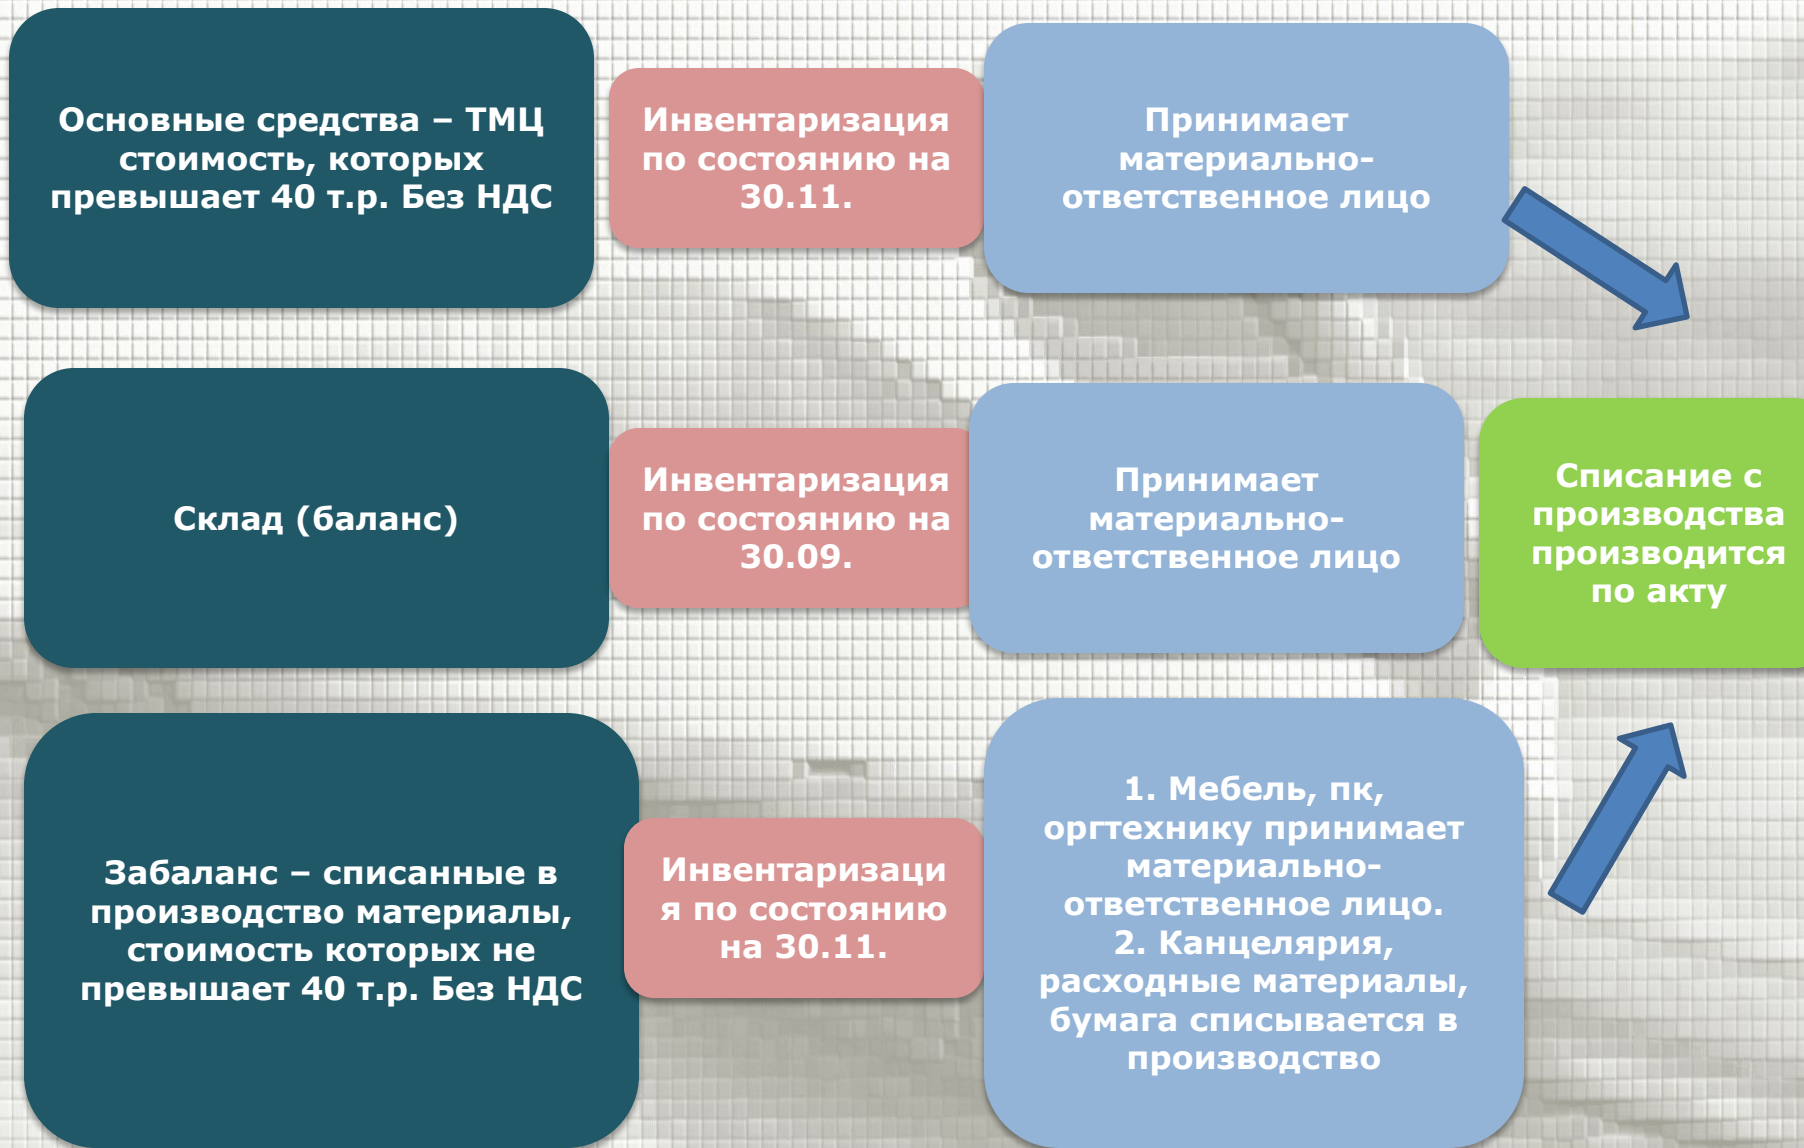 Основные средства – ТМЦ
стоимость, которых
превышает 40 т.р. Без НДС
Инвентаризация
по состоянию на
30.11.
Принимает
материально-
ответственное лицо
Склад (баланс)
Инвентаризация
по состоянию на
30.09.
Принимает
материально-
ответственное лицо
Списание с
производства
производится
по акту
Забаланс – списанные в
производство материалы,
стоимость которых не
превышает 40 т.р. Без НДС
Инвентаризаци
я по состоянию
на 30.11.
1. Мебель, пк,
оргтехнику принимает
материально-
ответственное лицо.
2. Канцелярия,
расходные материалы,
бумага списывается в
производство